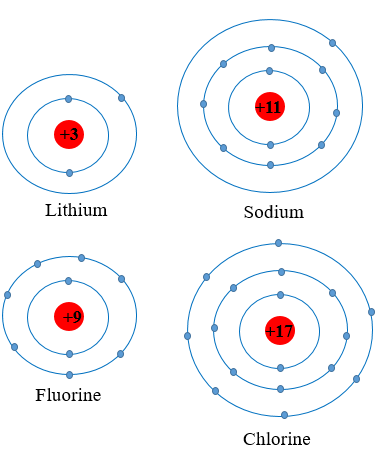 +3
Lithium
+11
Sodium
+9
Fluorine
+17
Chlorine